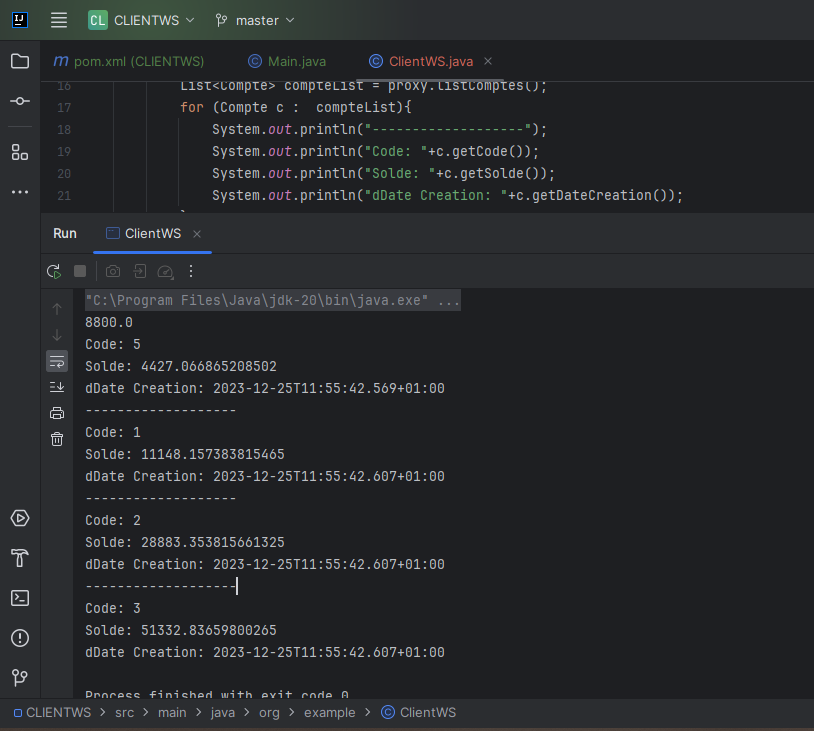 IJ CL CLIENTWS master
m pom.xml (CLIENTWS) C Main.java C ClientWS.java
16 List<Compte> compteList = proxy.listComptes();
17 for (Compte c :  compteList){
18 System.out.println("-------------------");
19 System.out.println("Code: "+c.getCode());
20 System.out.println("Solde: "+c.getSolde());
21 System.out.println("dDate Creation: "+c.getDateCreation());
Run ClientWS
"C:\Program Files\Java\jdk-20\bin\java.exe" ...
8800.0
Code: 5
Solde: 4427.066865208502
dDate Creation: 2023-12-25T11:55:42.569+01:00
-------------------
Code: 1
Solde: 11148.157383815465
dDate Creation: 2023-12-25T11:55:42.607+01:00
-------------------
Code: 2
Solde: 28883.353815661325
dDate Creation: 2023-12-25T11:55:42.607+01:00
-------------------
Code: 3
Solde: 51332.83659800265
dDate Creation: 2023-12-25T11:55:42.607+01:00
Process finished with exit code 0
CLIENTWS > src > main > java > org > example > C ClientWS